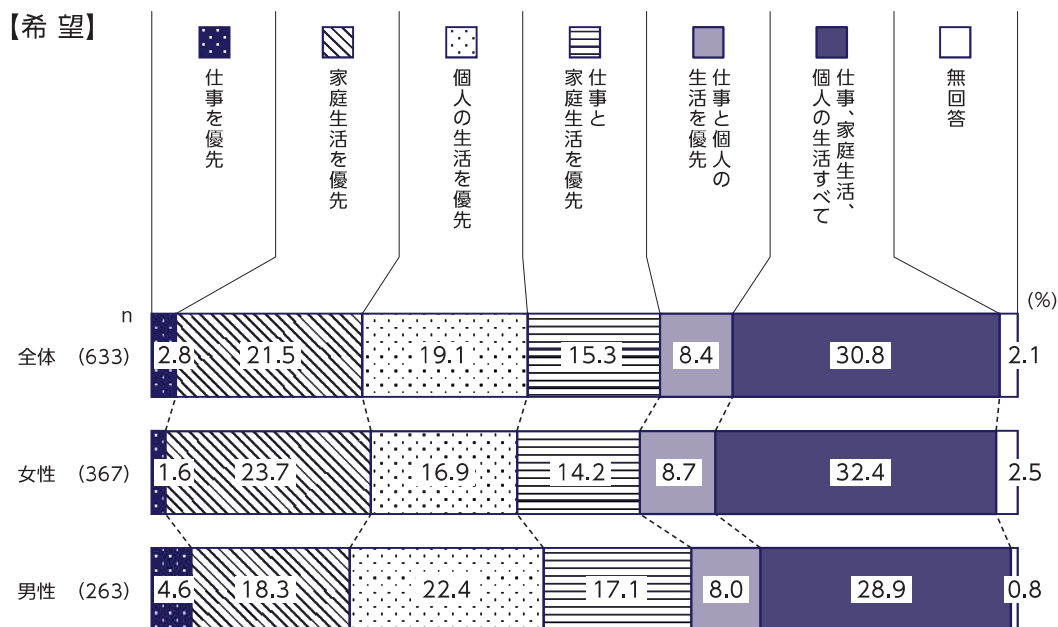 【希 望】
仕事を優先
家庭生活を優先
個人の生活を優先
仕事と
家庭生活を優先
仕事と個人の
生活を優先
仕事、家庭生活、
個人の生活すべて
無回答
(%)
n
全体 (633) 2.8 21.5 19.1 15.3 8.4 30.8 2.1
女性 (367) 1.6 23.7 16.9 14.2 8.7 32.4 2.5
男性 (263) 4.6 18.3 22.4 17.1 8.0 28.9 0.8